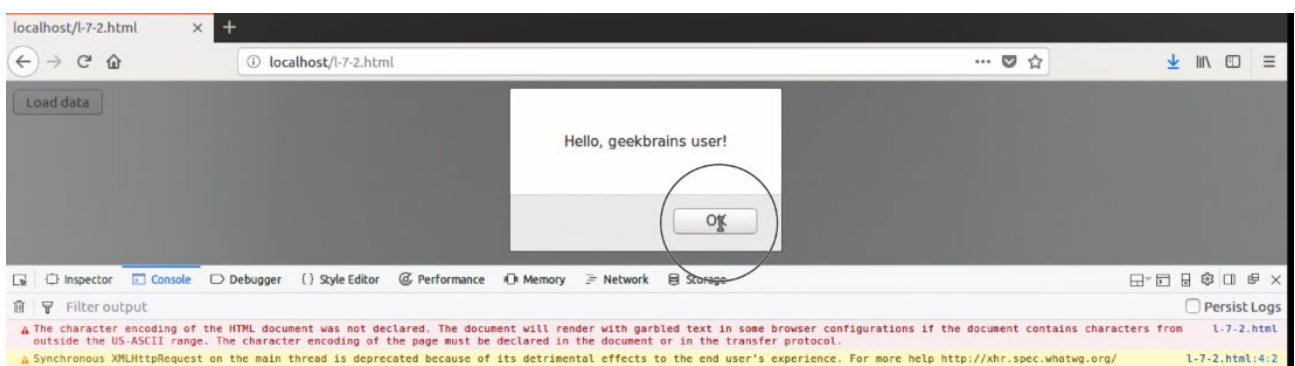 localhost/l-7-2.html × +
localhost/l-7-2.html
Load data
Hello, geekbrains user!
OK
Inspector Console Debugger { } Style Editor Performance Memory Network Storage
Filter output Persist Logs
The character encoding of the HTML document was not declared. The document will render with garbled text in some browser configurations if the document contains characters from l-7-2.html
outside the US-ASCII range. The character encoding of the page must be declared in the document or in the transfer protocol.
Synchronous XMLHttpRequest on the main thread is deprecated because of its detrimental effects to the end user's experience. For more help http://xhr.spec.whatwg.org/ l-7-2.html:4:2